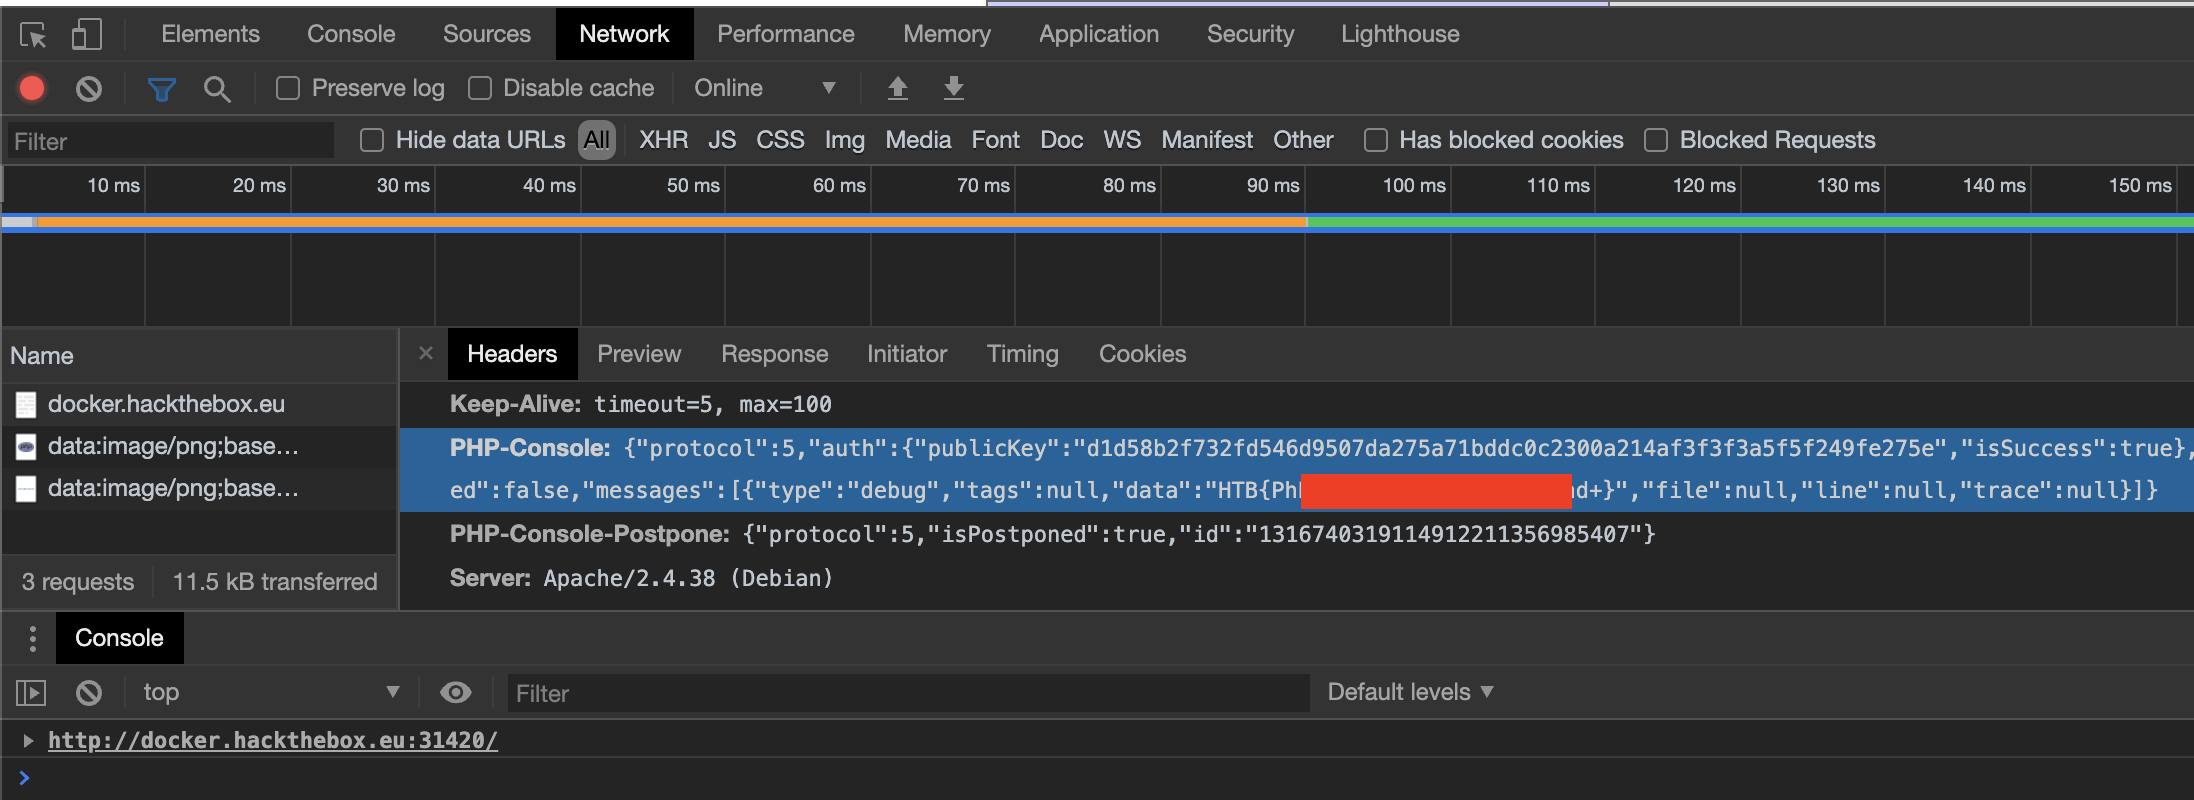 Elements Console Sources Network Performance Memory Application Security Lighthouse
Preserve log Disable cache Online
Filter Hide data URLs All XHR JS CSS Img Media Font Doc WS Manifest Other Has blocked cookies Blocked Requests
10 ms 20 ms 30 ms 40 ms 50 ms 60 ms 70 ms 80 ms 90 ms 100 ms 110 ms 120 ms 130 ms 140 ms 150 ms
Name
docker.hackthebox.eu
data:image/png;base…
data:image/png;base…
3 requests 11.5 kB transferred
× Headers Preview Response Initiator Timing Cookies
Keep-Alive: timeout=5, max=100
PHP-Console: {"protocol":5,"auth":{"publicKey":"d1d58b2f732fd546d9507da275a71bddc0c2300a214af3f3f3a5f5f249fe275e","isSuccess":true},
ed":false,"messages":[{"type":"debug","tags":null,"data":"HTB{Ph d+}","file":null,"line":null,"trace":null}]}
PHP-Console-Postpone: {"protocol":5,"isPostponed":true,"id":"1316740319114912211356985407"}
Server: Apache/2.4.38 (Debian)
Console
top Filter Default levels
http://docker.hackthebox.eu:31420/